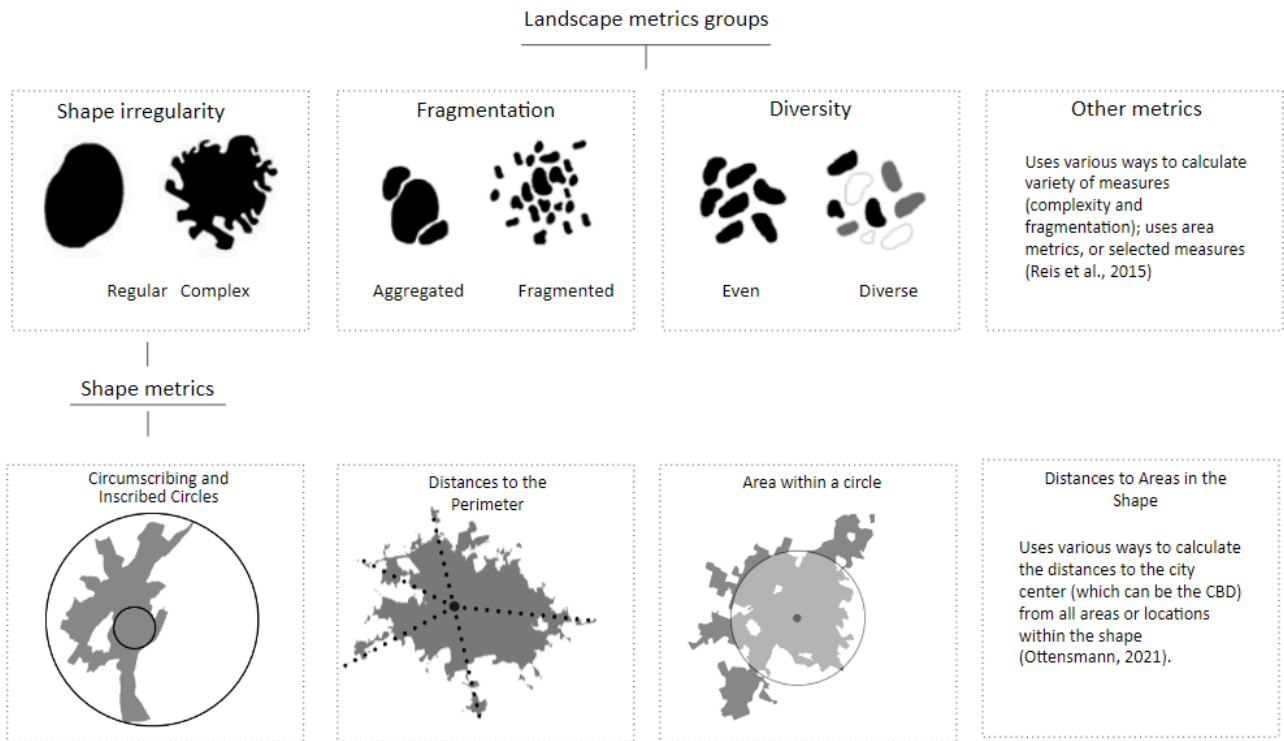 Landscape metrics groups
Shape irregularity
Regular Complex
Fragmentation
Aggregated Fragmented
Diversity
Even Diverse
Other metrics
Uses various ways to calculate
variety of measures
(complexity and
fragmentation); uses area
metrics, or selected measures
(Reis et al., 2015)
Shape metrics
Circumscribing and
Inscribed Circles
Distances to the
Perimeter
Area within a circle
Distances to Areas in the
Shape
Uses various ways to calculate
the distances to the city
center (which can be the CBD)
from all areas or locations
within the shape
(Ottensmann, 2021).